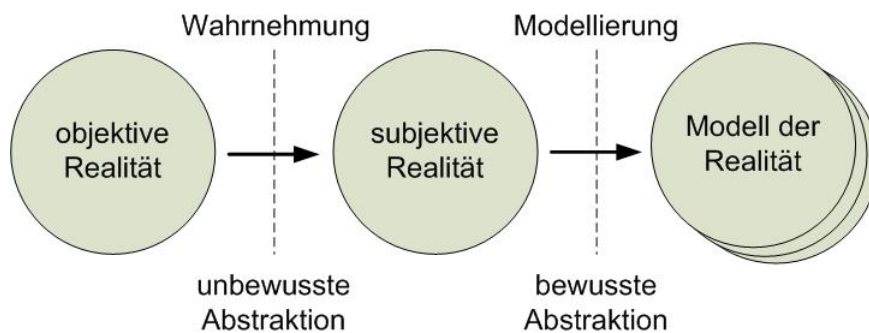 Wahrnehmung
Modellierung
objektive
Realität
subjektive
Realität
Modell der
Realität
unbewusste
Abstraktion
bewusste
Abstraktion